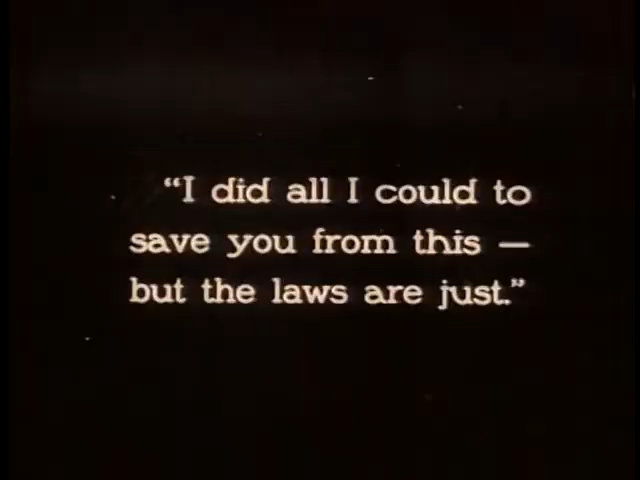 “I did all I could to
save you from this —
but the laws are just.”